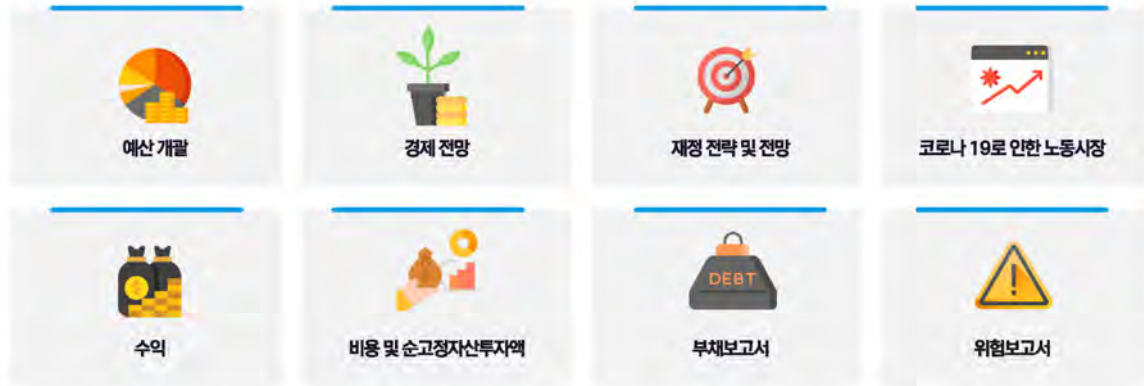 예산 개괄
경제 전망
재정 전략 및 전망
코로나 19로 인한 노동시장
수익
비용 및 순고정자산투자액
DEBT
부채보고서
위험보고서